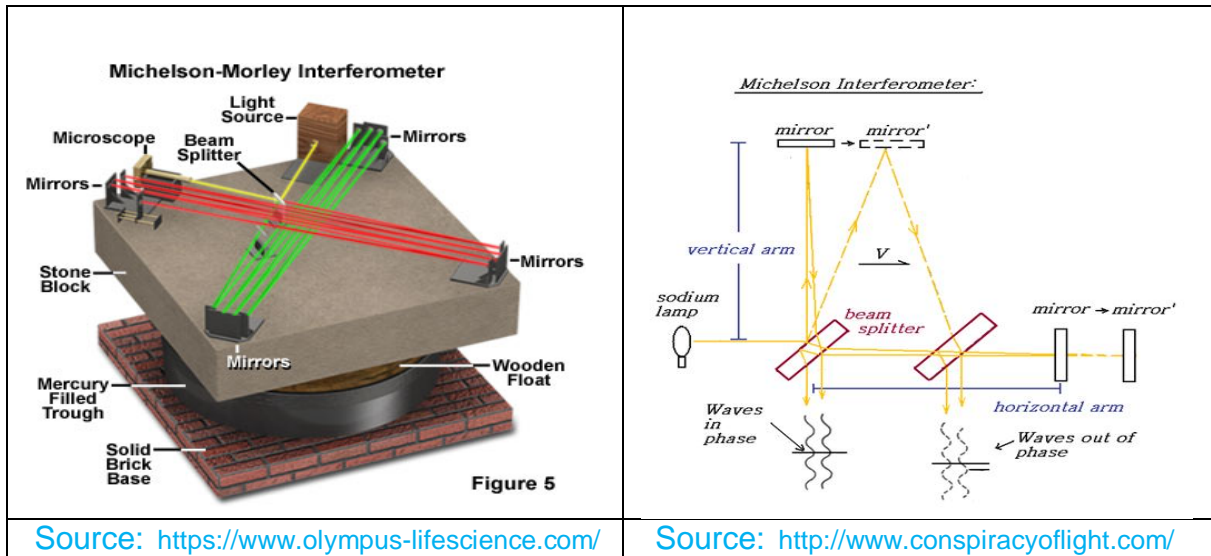 Michelson-Morley Interferometer
Light
Source
Microscope
Beam
Splitter
Mirrors
Mirrors
Mirrors
Stone
Block
Mirrors
Wooden
Float
Mercury
Filled
Trough
Solid
Brick
Base
Figure 5
Source: https://www.olympus-lifescience.com/
Michelson Interferometer:
mirror
mirror'
vertical arm
V
sodium
lamp
beam
splitter
mirror
mirror'
horizontal arm
Waves
in
phase
Waves out of
phase
Source: http://www.conspiracyoflight.com/